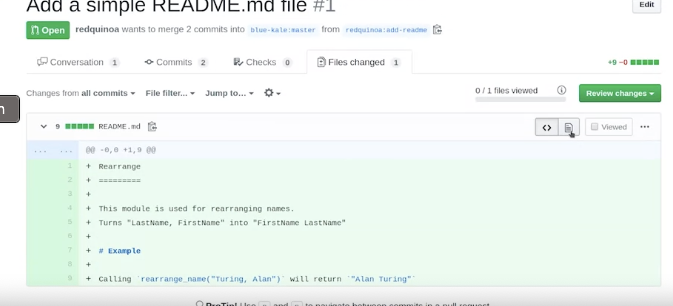 Add a simple README.md file #1
Edit
Open redquinoa wants to merge 2 commits into blue-kale:master from redquinoa:add-readme
Conversation 1 Commits 2 Checks 0 Files changed 1 +9 −0
Changes from all commits File filter... Jump to... 0 / 1 files viewed Review changes
n
9 README.md Viewed ...
... ... @@ -0,0 +1,9 @@
1 + Rearrange
2 + =========
3 +
4 + This module is used for rearranging names.
5 + Turns "LastName, FirstName" into "FirstName LastName"
6 +
7 + # Example
8 +
9 + Calling `rearrange_name("Turing, Alan")` will return `"Alan Turing"`
ProTip! Use and to navigate between commits in a pull request.